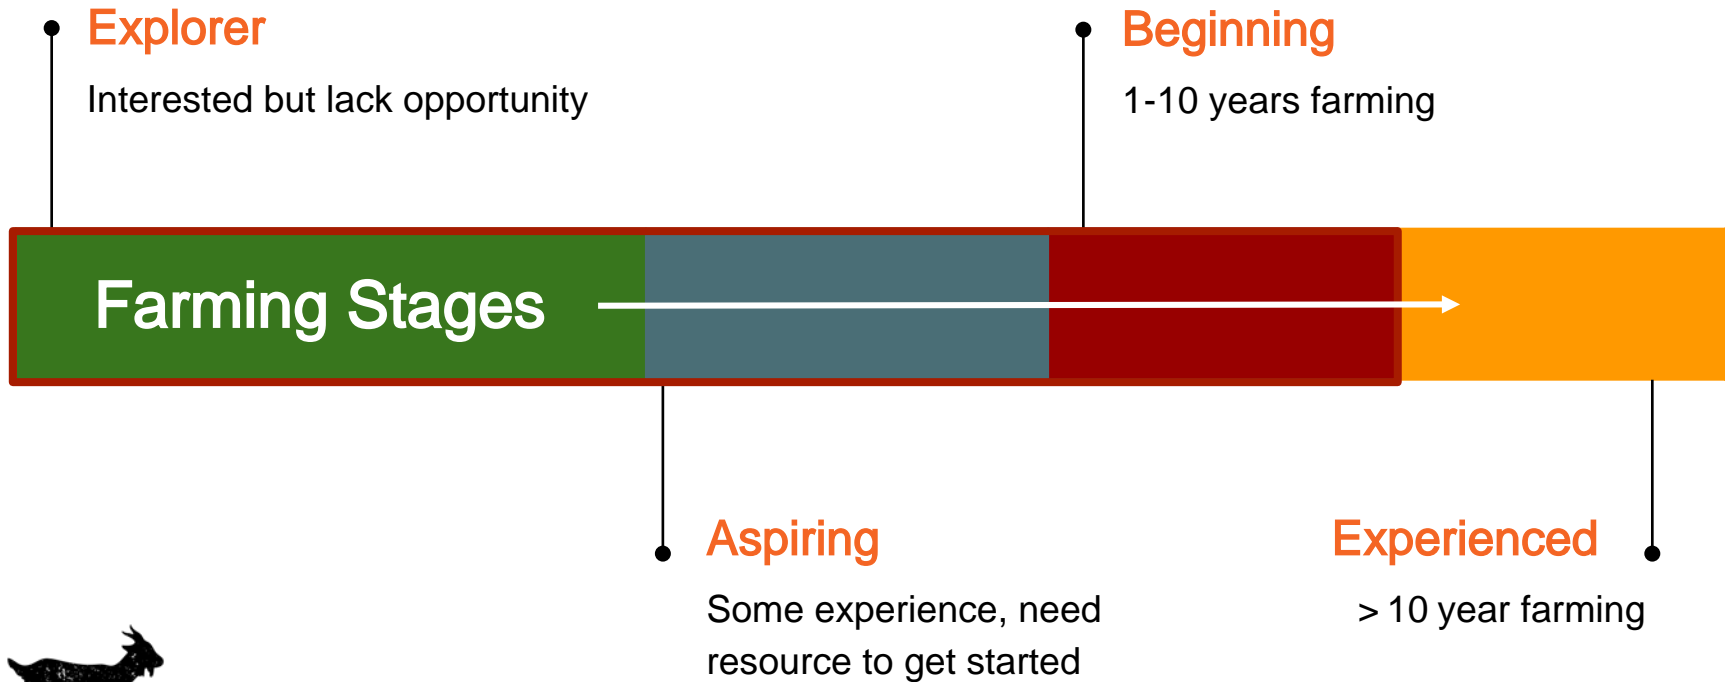 Explorer
Interested but lack opportunity
Beginning
1-10 years farming
Farming Stages
Aspiring
Some experience, need
resource to get started
Experienced
> 10 year farming